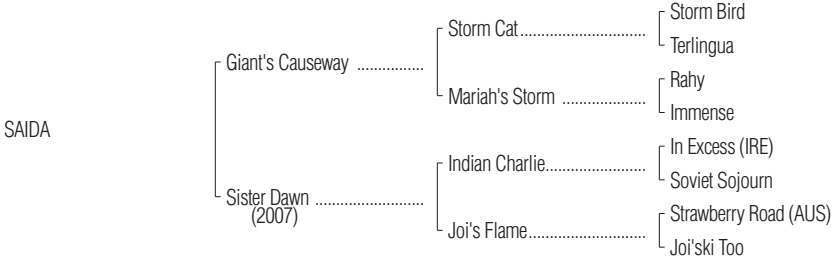 Storm Bird
Storm Cat..............................
Terlingua
Giant's Causeway ................
Rahy
Mariah's Storm ....................
Immense
SAIDA
In Excess (IRE)
Indian Charlie........................
Soviet Sojourn
Sister Dawn ..........................
(2007)
Strawberry Road (AUS)
Joi's Flame............................
Joi'ski Too